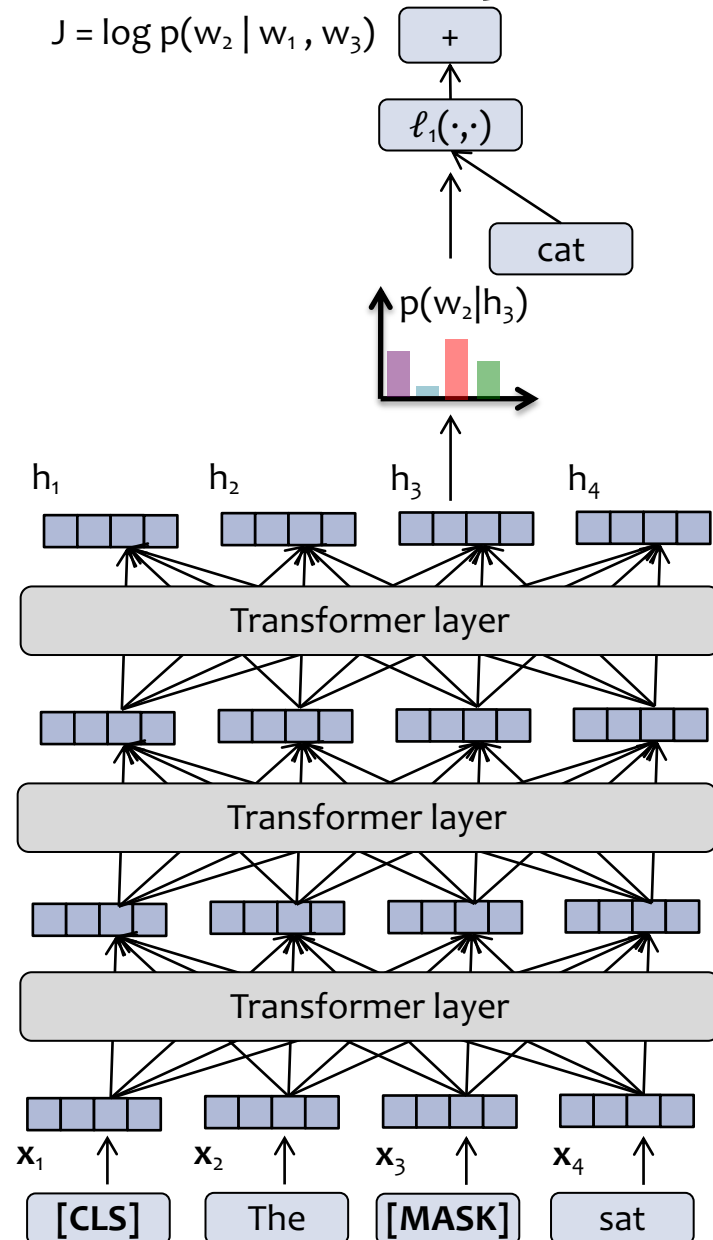 J = log p(w₂ | w₁ , w₃)
+
ℓ₁(·,·)
cat
p(w₂|h₃)
h₁ h₂ h₃ h₄
Transformer layer
Transformer layer
Transformer layer
x₁ x₂ x₃ x₄
[CLS] The [MASK] sat